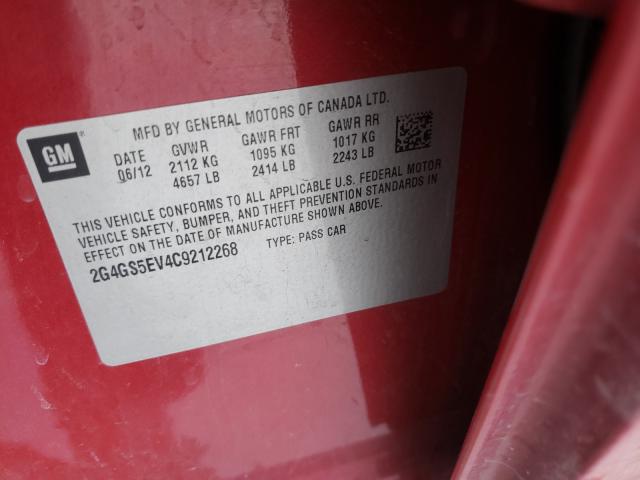 GM ®
MFD BY GENERAL MOTORS OF CANADA LTD.
DATE GVWR GAWR FRT GAWR RR
06/12 2112 KG 1095 KG 1017 KG
4657 LB 2414 LB 2243 LB
THIS VEHICLE CONFORMS TO ALL APPLICABLE U.S. FEDERAL MOTOR
VEHICLE SAFETY, BUMPER, AND THEFT PREVENTION STANDARDS IN
EFFECT ON THE DATE OF MANUFACTURE SHOWN ABOVE.
2G4GS5EV4C9212268 TYPE: PASS CAR